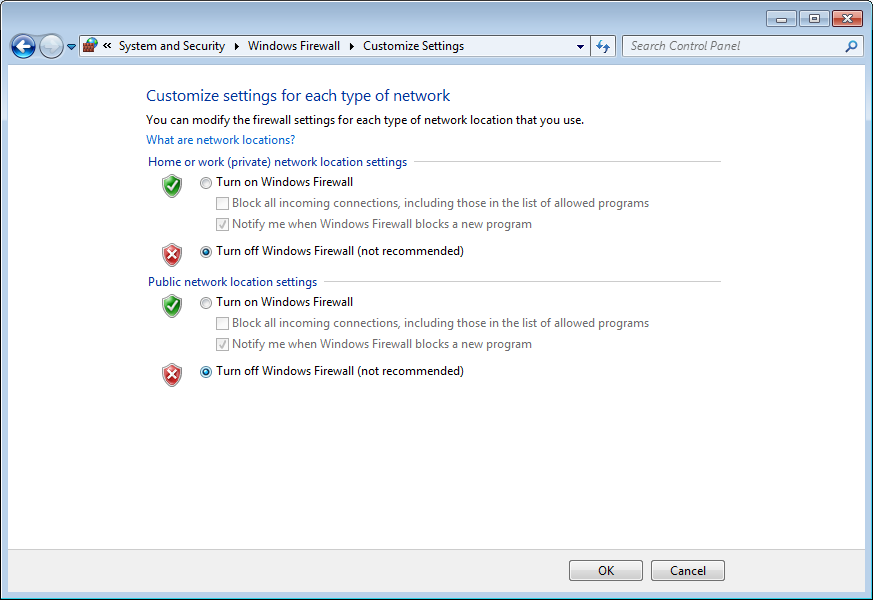 « System and Security ▸ Windows Firewall ▸ Customize Settings
Search Control Panel
Customize settings for each type of network
You can modify the firewall settings for each type of network location that you use.
What are network locations?
Home or work (private) network location settings
Turn on Windows Firewall
Block all incoming connections, including those in the list of allowed programs
Notify me when Windows Firewall blocks a new program
Turn off Windows Firewall (not recommended)
Public network location settings
Turn on Windows Firewall
Block all incoming connections, including those in the list of allowed programs
Notify me when Windows Firewall blocks a new program
Turn off Windows Firewall (not recommended)
OK
Cancel